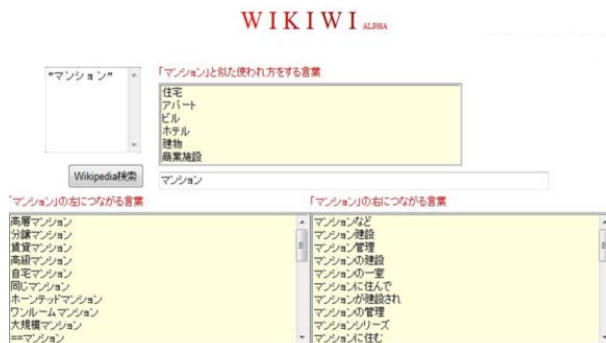 WIKIWI ALPHA
"マンション"
「マンション」と似た使われ方をする言葉
住宅
アパート
ビル
ホテル
建物
商業施設
Wikipedia検索
マンション
「マンション」の左につながる言葉
高層マンション
分譲マンション
賃貸マンション
高級マンション
自宅マンション
同じマンション
ホーンテッドマンション
ワンルームマンション
大規模マンション
==マンション
「マンション」の右につながる言葉
マンションなど
マンション建設
マンション管理
マンションの建設
マンションの一室
マンションに住んで
マンションが建設され
マンションの管理
マンションシリーズ
マンションに住む